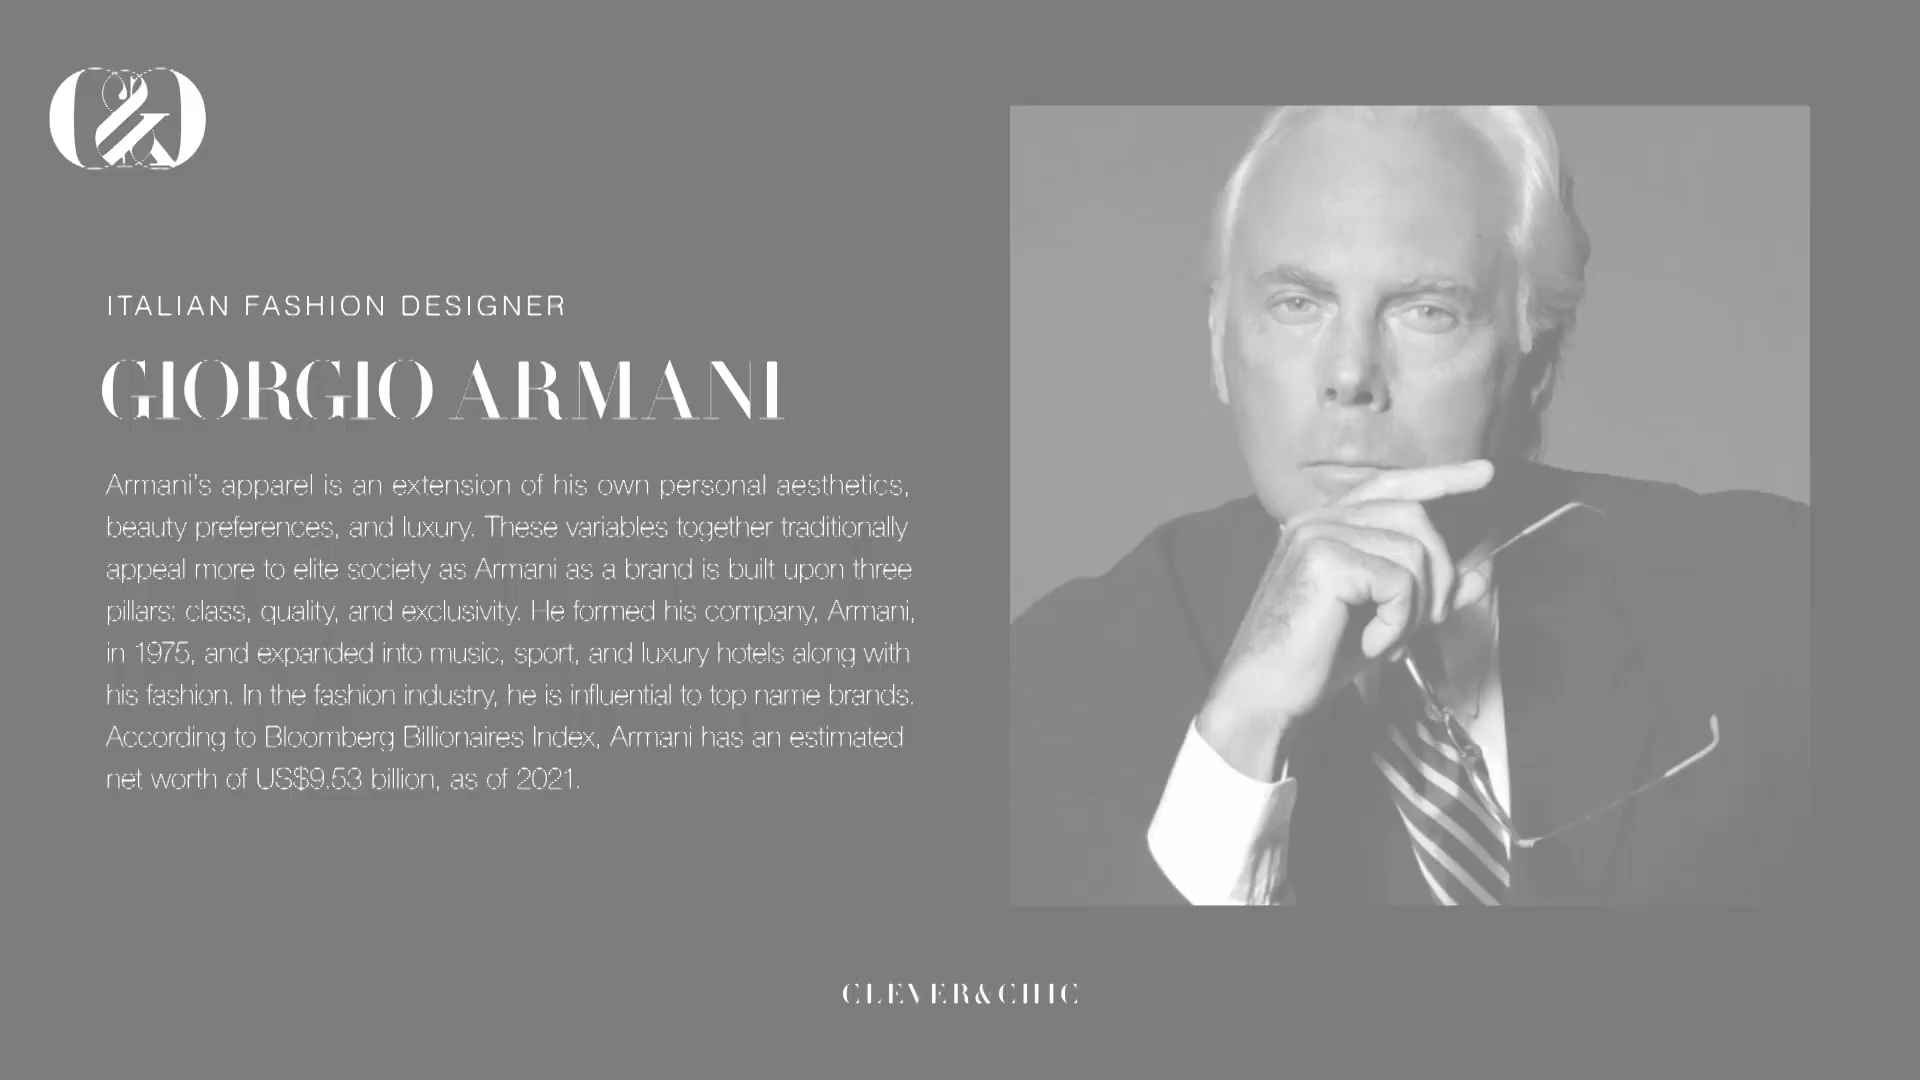 &
ITALIAN FASHION DESIGNER
GIORGIO ARMANI
Armani's apparel is an extension of his own personal aesthetics,
beauty preferences, and luxury. These variables together traditionally
appeal more to elite society as Armani as a brand is built upon three
pillars: class, quality, and exclusivity. He formed his company, Armani,
in 1975, and expanded into music, sport, and luxury hotels along with
his fashion. In the fashion industry, he is influential to top name brands.
According to Bloomberg Billionaires Index, Armani has an estimated
net worth of US$9.53 billion, as of 2021.
CLEVER&CHIC